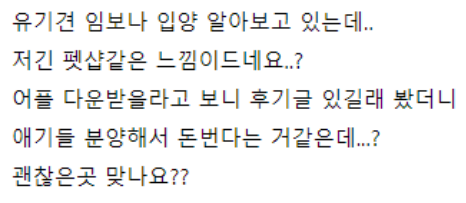 유기견 임보나 입양 알아보고 있는데..
저긴 펫샵같은 느낌이드네요..?
어플 다운받을라고 보니 후기글 있길래 봤더니
애기들 분양해서 돈번다는 거같은데...?
괜찮은곳 맞나요??